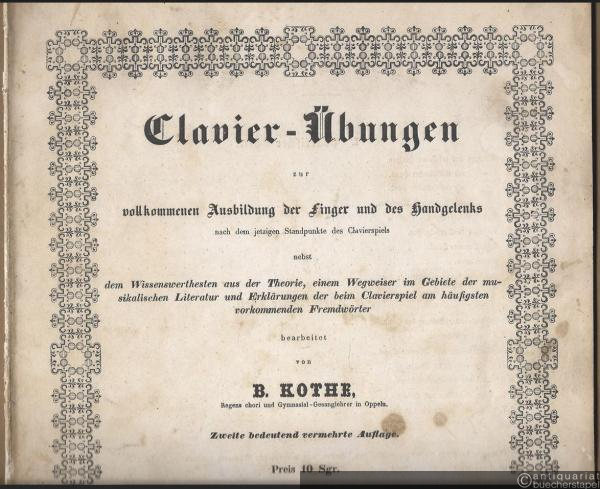 Clavier-Übungen
zur
vollkommenen Ausbildung der Finger und des Handgelenks
nach dem jetzigen Standpunkte des Clavierspiels
nebst
dem Wissenswerthesten aus der Theorie, einem Wegweiser im Gebiete der mu-
sikalischen Literatur und Erklärungen der beim Clavierspiel am häufigsten
vorkommenden Fremdwörter
bearbeitet
von
B. KOTHE,
Regens chori und Gymnasial-Gesanglehrer in Oppeln.
Zweite bedeutend vermehrte Auflage.
Preis 10 Sgr.
©antiquariat
buecherstapel